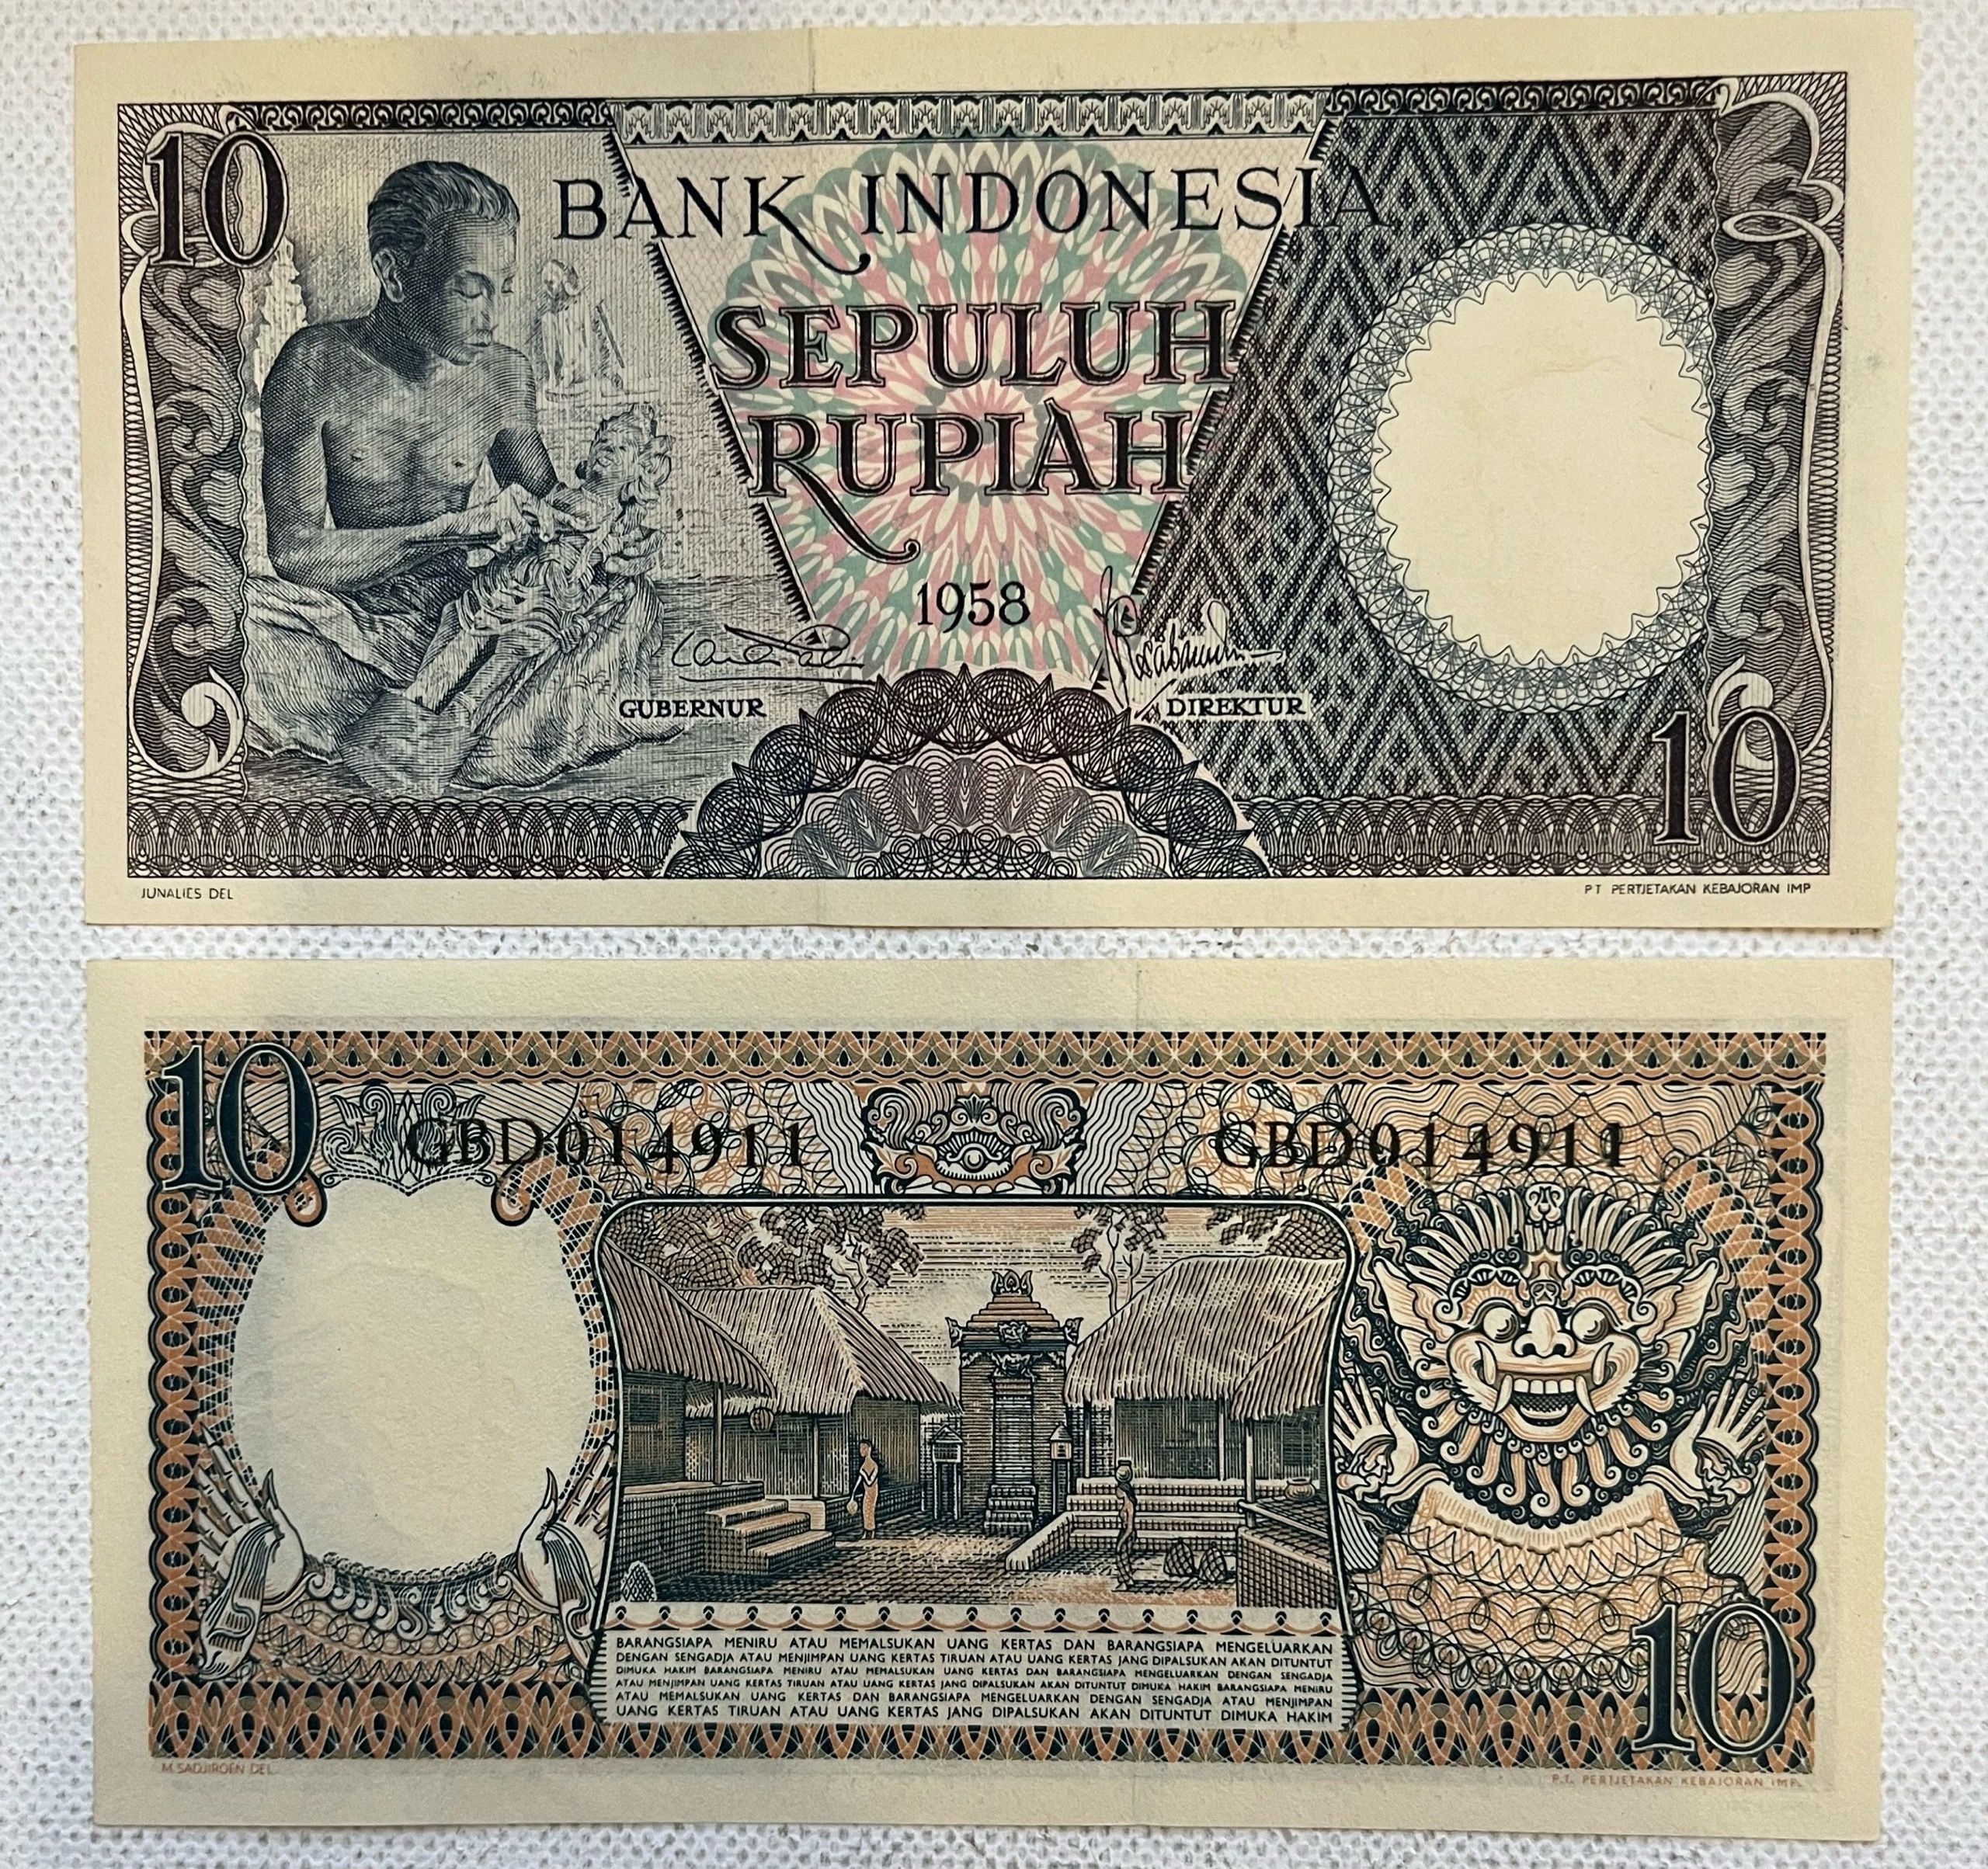 10
BANK INDONESIA
SEPULUH
RUPIAH
1958
GUBERNUR
DIREKTUR
10
JUNALIES DEL
PT PERTJETAKAN KEBAJORAN IMP
10
GBD014911
GBD014911
BARANGSIAPA MENIRU ATAU MEMALSUKAN UANG KERTAS DAN BARANGSIAPA MENGELUARKAN
DENGAN SENGADJA ATAU MENJIMPAN UANG KERTAS TIRUAN ATAU UANG KERTAS JANG DIPALSUKAN AKAN DITUNTUT
DIMUKA HAKIM BARANGSIAPA MENIRU ATAU MEMALSUKAN UANG KERTAS DAN BARANGSIAPA MENGELUARKAN DENGAN SENGADJA
ATAU MENJIMPAN UANG KERTAS TIRUAN ATAU UANG KERTAS JANG DIPALSUKAN AKAN DITUNTUT DIMUKA HAKIM BARANGSIAPA MENIRU
ATAU MEMALSUKAN UANG KERTAS DAN BARANGSIAPA MENGELUARKAN DENGAN SENGADJA ATAU MENJIMPAN
UANG KERTAS TIRUAN ATAU UANG KERTAS JANG DIPALSUKAN AKAN DITUNTUT DIMUKA HAKIM
10
M. SADJIROEN DEL
P.T. PERTJETAKAN KEBAJORAN IMP.